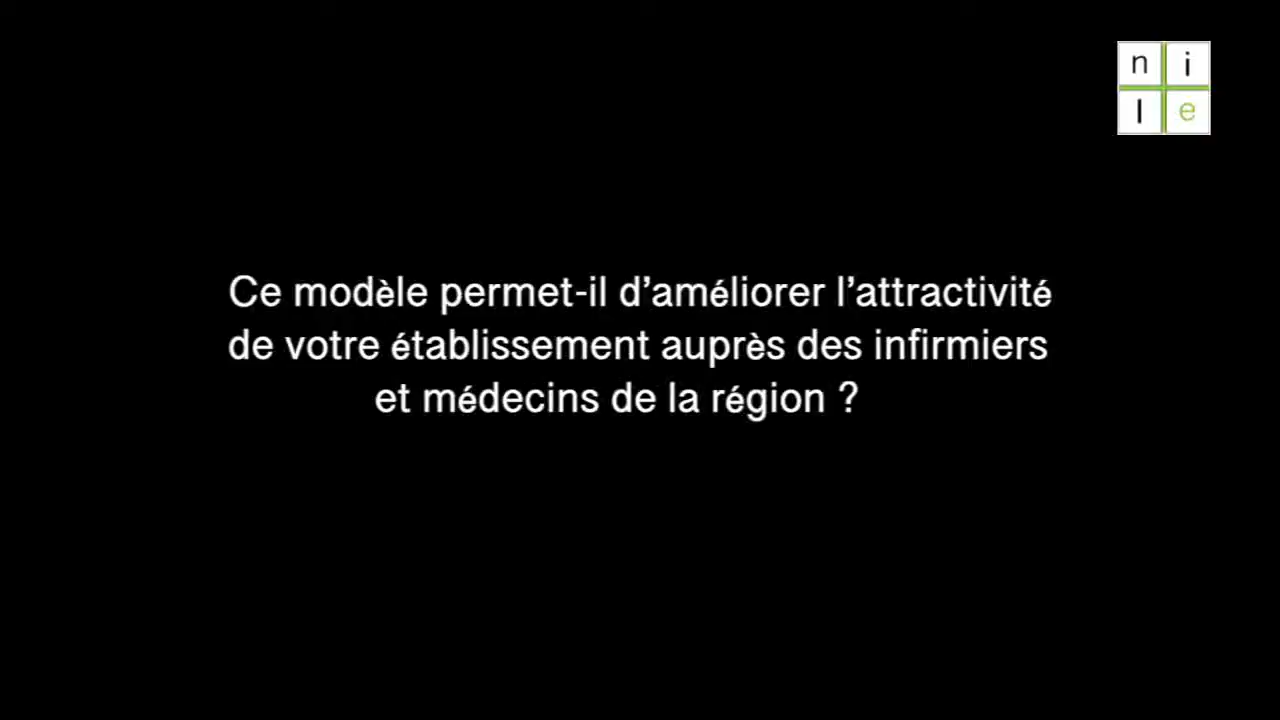 n i
l e
Ce modèle permet-il d’améliorer l’attractivité
de votre établissement auprès des infirmiers
et médecins de la région ?